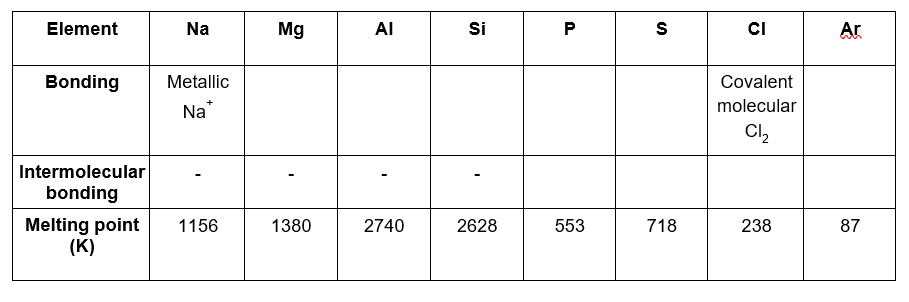 Element Na Mg Al Si P S Cl Ar
Bonding Metallic Na⁺ Covalent molecular Cl₂
Intermolecular bonding - - - -
Melting point (K) 1156 1380 2740 2628 553 718 238 87